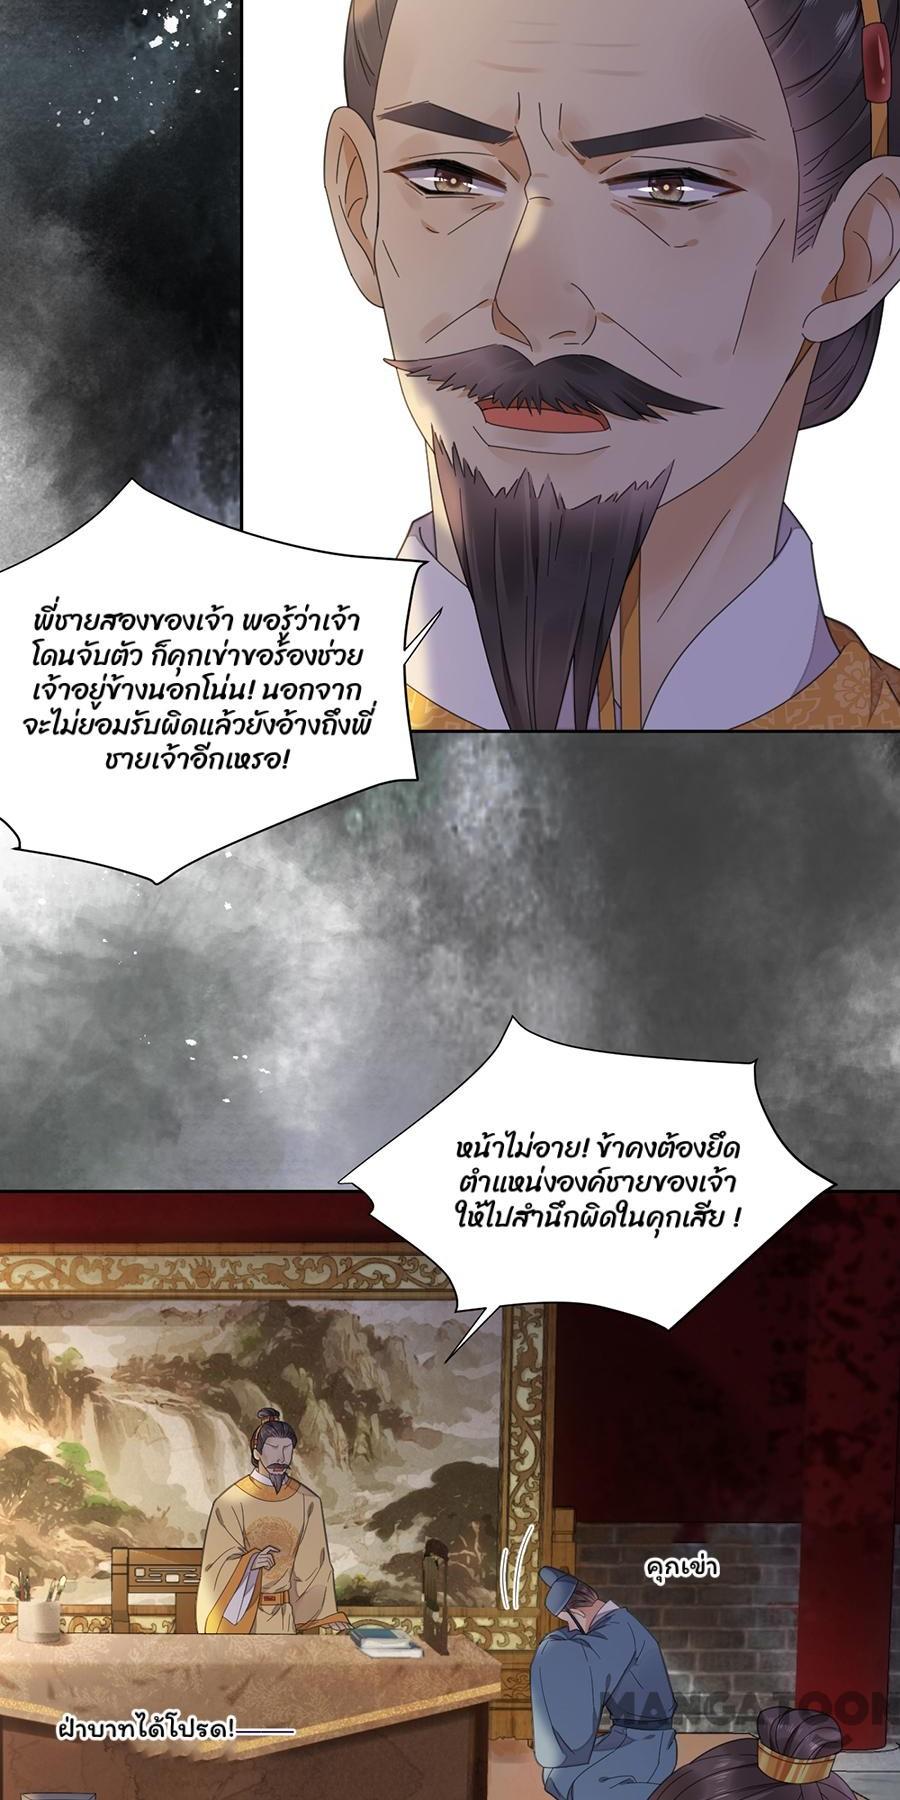 พี่ชายสองของเจ้า พอรู้ว่าเจ้า
โดนจับตัว ก็คุกเข่าขอร้องช่วย
เจ้าอยู่ข้างนอกโน่น! นอกจาก
จะไม่ยอมรับผิดแล้วยังอ้างถึงพี่
ชายเจ้าอีกเหรอ!
หน้าไม่อาย! ข้าคงต้องยึด
ตำแหน่งองค์ชายของเจ้า
ให้ไปสำนึกผิดในคุกเสีย !
คุกเข่า
MANGATOON
ฝ่าบาทได้โปรด!